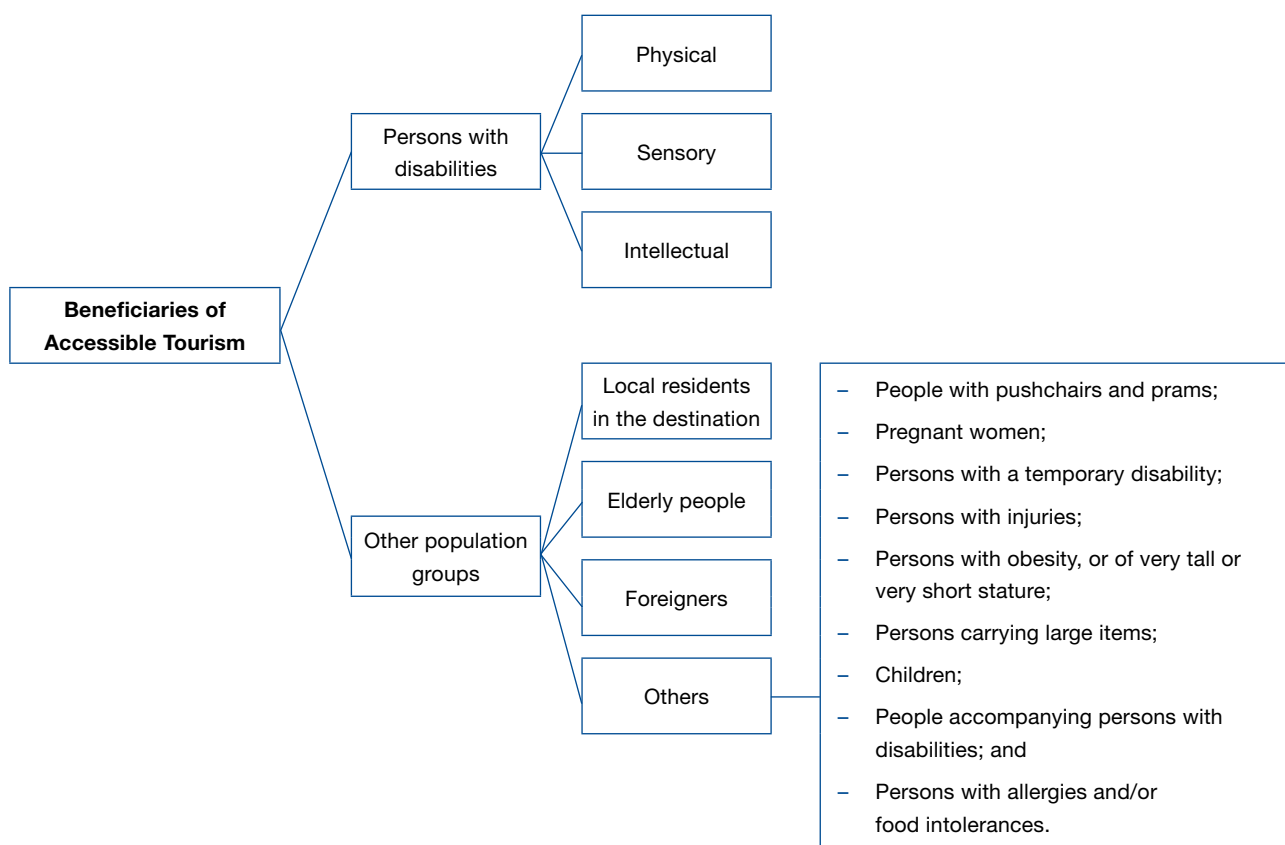 Physical
Persons with
disabilities
Sensory
Intellectual
Beneficiaries of
Accessible Tourism
Local residents
in the destination
Elderly people
Other population
groups
Foreigners
Others
– People with pushchairs and prams;
– Pregnant women;
– Persons with a temporary disability;
– Persons with injuries;
– Persons with obesity, or of very tall or
very short stature;
– Persons carrying large items;
– Children;
– People accompanying persons with
disabilities; and
– Persons with allergies and/or
food intolerances.